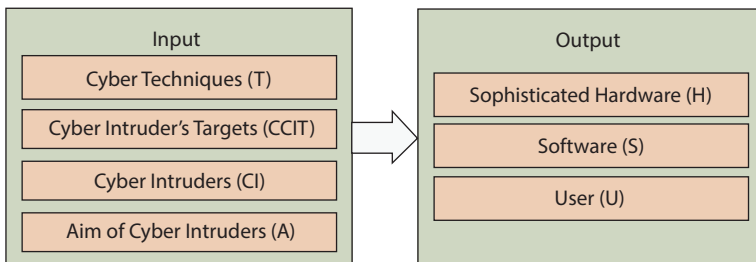 Input
Cyber Techniques (T)
Cyber Intruder's Targets (CCIT)
Cyber Intruders (CI)
Aim of Cyber Intruders (A)
Output
Sophisticated Hardware (H)
Software (S)
User (U)